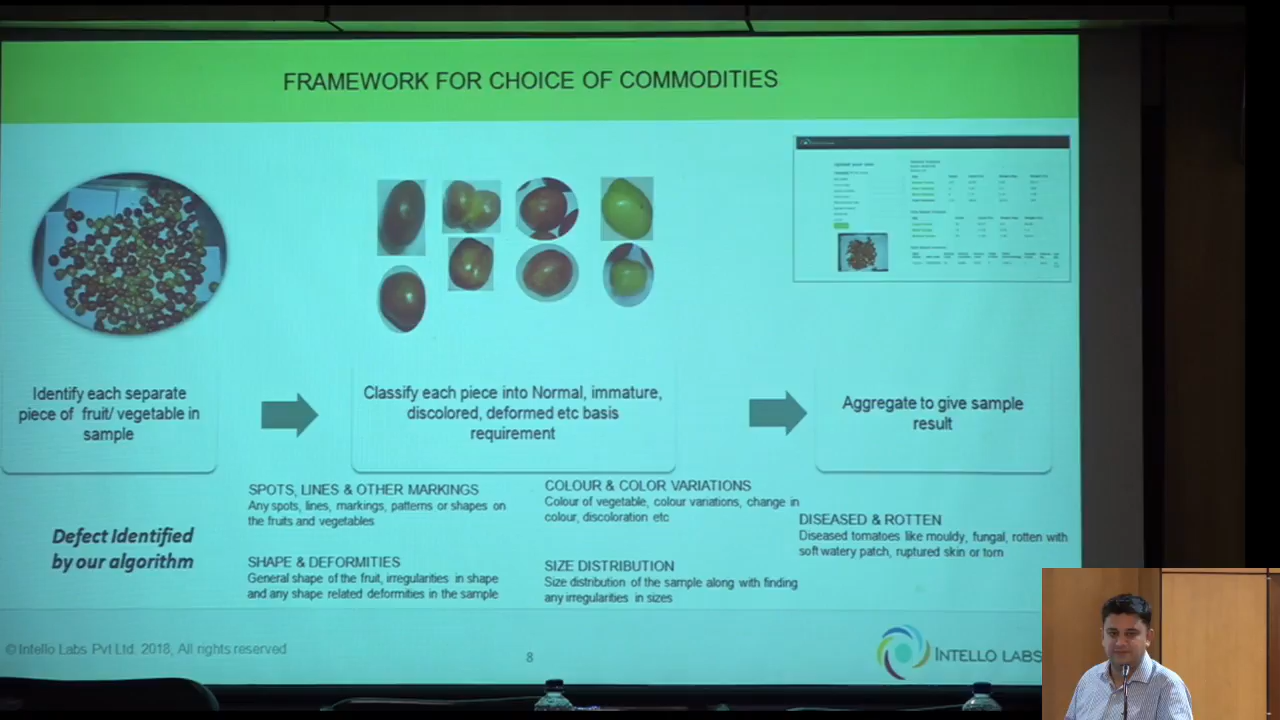 FRAMEWORK FOR CHOICE OF COMMODITIES
Identify each separate
piece of fruit/ vegetable in
sample
Classify each piece into Normal, immature,
discolored, deformed etc basis
requirement
Aggregate to give sample
result
Defect Identified
by our algorithm
SPOTS, LINES & OTHER MARKINGS
Any spots, lines, markings, patterns or shapes on
the fruits and vegetables
SHAPE & DEFORMITIES
General shape of the fruit, irregularities in shape
and any shape related deformities in the sample
COLOUR & COLOR VARIATIONS
Colour of vegetable, colour variations, change in
colour, discoloration etc
SIZE DISTRIBUTION
Size distribution of the sample along with finding
any irregularities in sizes
DISEASED & ROTTEN
Diseased tomatoes like mouldy, fungal, rotten with
soft watery patch, ruptured skin or torn
© Intello Labs Pvt Ltd. 2018, All rights reserved
8
INTELLO LABS